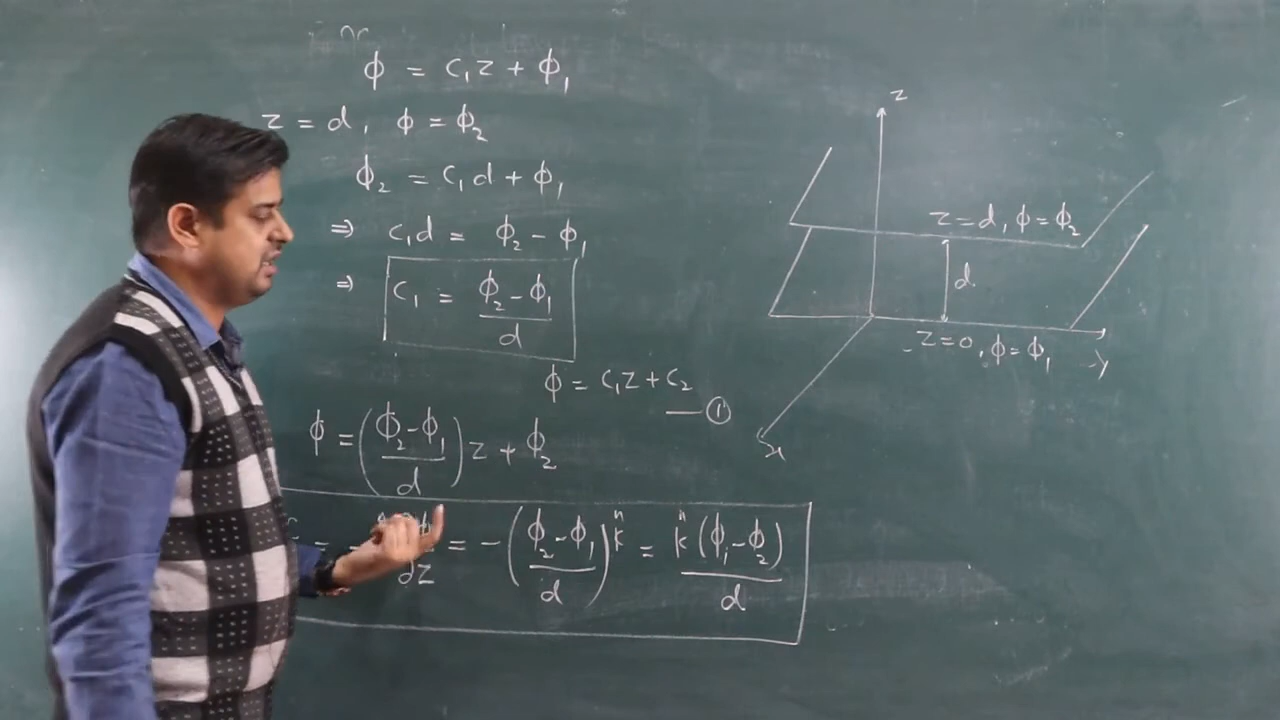 ϕ = c₁z + ϕ₁
z = d, ϕ = ϕ₂
ϕ₂ = c₁d + ϕ₁
⇒ c₁d = ϕ₂ - ϕ₁
⇒ c₁ = (ϕ₂ - ϕ₁)/d
ϕ = c₁z + c₂ — ①
ϕ = ((ϕ₂ - ϕ₁)/d) z + ϕ₂
= - ∂z = -((ϕ₂ - ϕ₁)/d) k̂ = k̂(ϕ₁ - ϕ₂)/d
z
z = d, ϕ = ϕ₂
d
z = 0, ϕ = ϕ₁
y
x